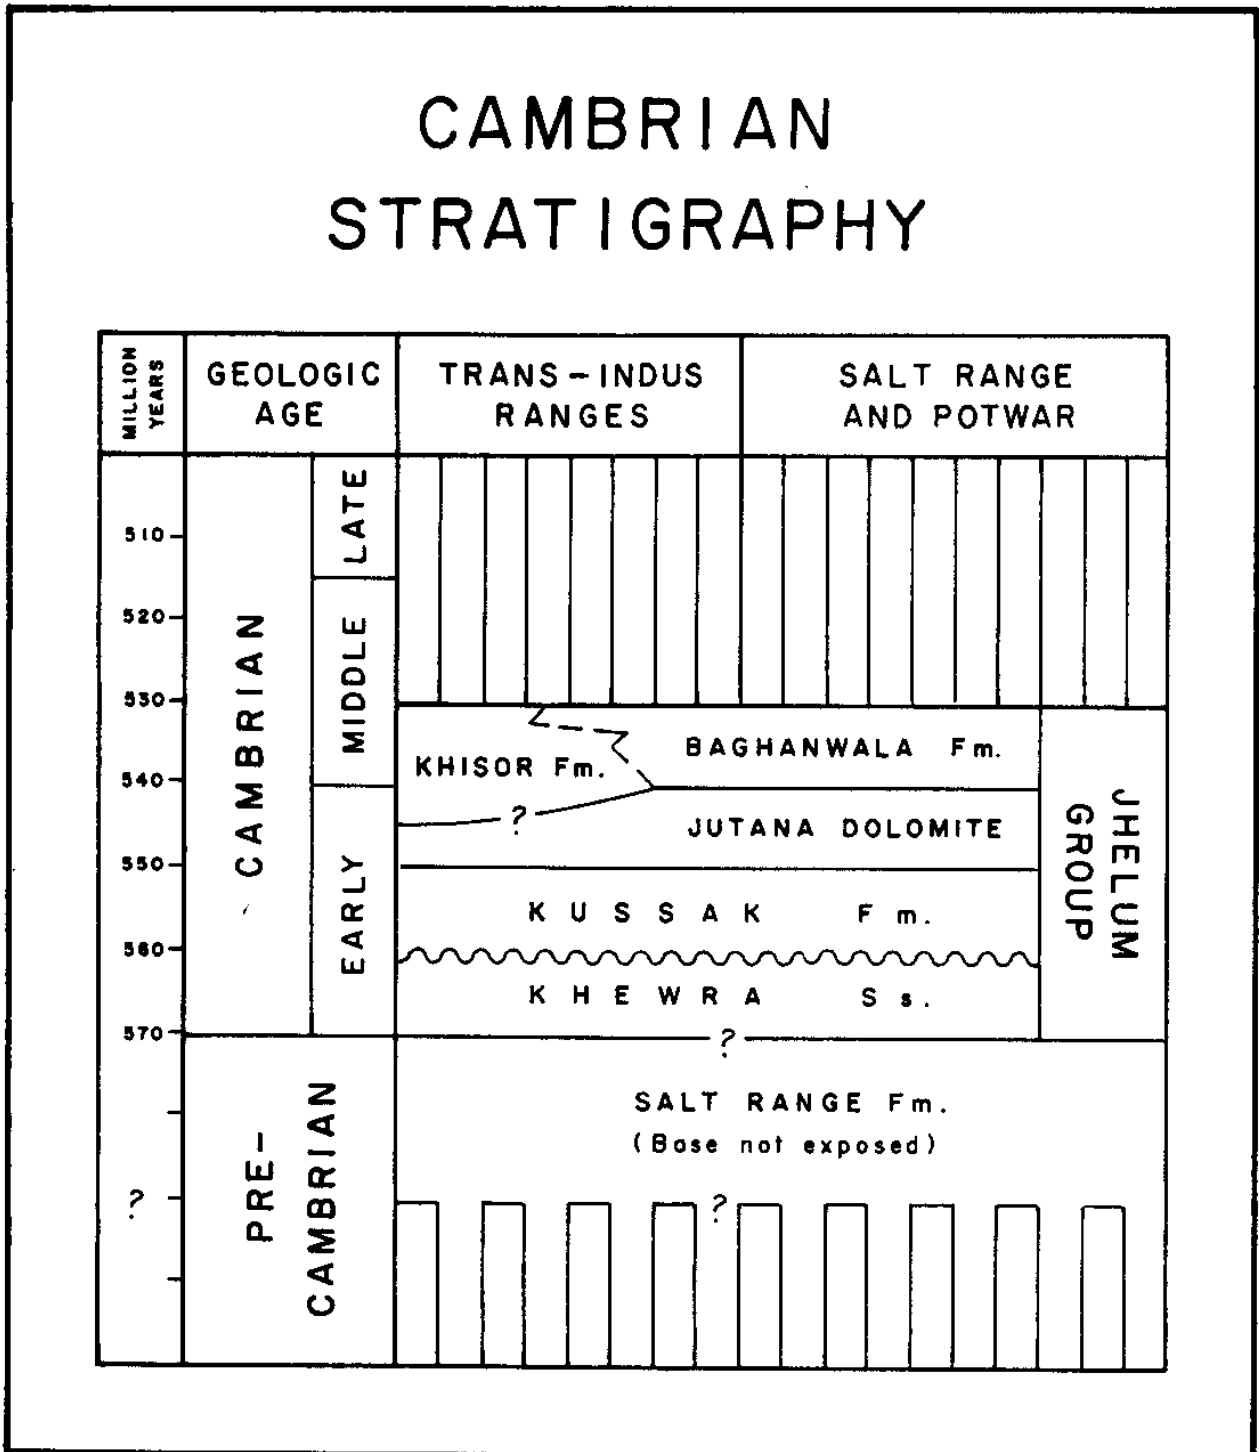 CAMBRIAN
STRATIGRAPHY
MILLION
YEARS
GEOLOGIC
AGE
TRANS-INDUS
RANGES
SALT RANGE
AND POTWAR
510
520
530
540
550
560
570
?
CAMBRIAN
LATE
MIDDLE
EARLY
PRE-
CAMBRIAN
KHISOR Fm.
BAGHANWALA Fm.
?
JUTANA DOLOMITE
KUSSAK Fm.
KHEWRA Ss.
JHELUM
GROUP
?
SALT RANGE Fm.
(Base not exposed)
?